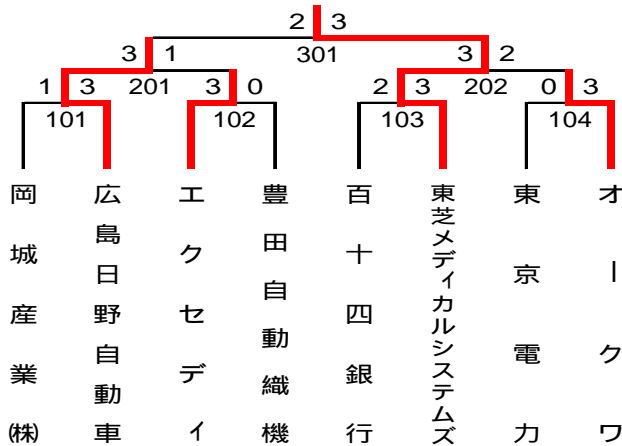 2 3
301
3 1
3 2
201
202
1 3
3 0
2 3
0 3
101
102
103
104
岡城産業㈱
広島日野自動車
エクセディ
豊田自動織機
百十四銀行
東芝メディカルシステムズ
東京電力
オークワ